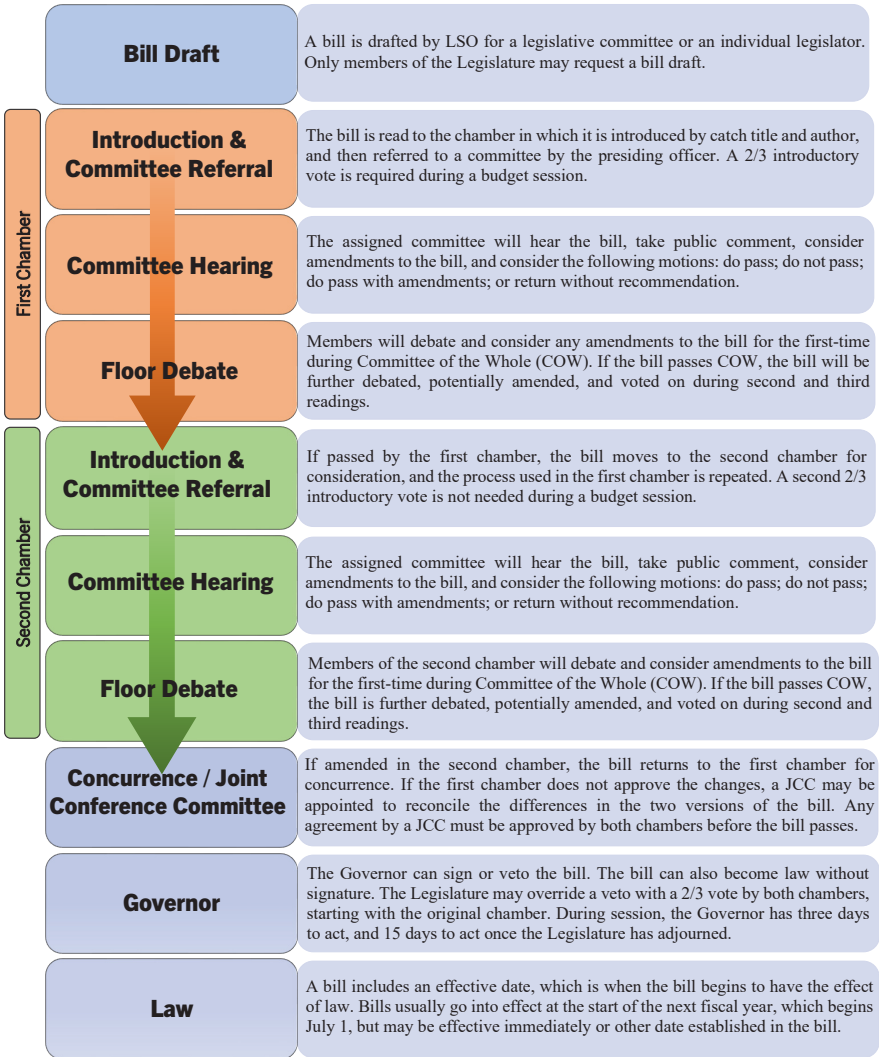 Bill Draft
A bill is drafted by LSO for a legislative committee or an individual legislator.
Only members of the Legislature may request a bill draft.
First Chamber
Introduction &
Committee Referral
The bill is read to the chamber in which it is introduced by catch title and author,
and then referred to a committee by the presiding officer. A 2/3 introductory
vote is required during a budget session.
Committee Hearing
The assigned committee will hear the bill, take public comment, consider
amendments to the bill, and consider the following motions: do pass; do not pass;
do pass with amendments; or return without recommendation.
Floor Debate
Members will debate and consider any amendments to the bill for the first-time
during Committee of the Whole (COW). If the bill passes COW, the bill will be
further debated, potentially amended, and voted on during second and third
readings.
Second Chamber
Introduction &
Committee Referral
If passed by the first chamber, the bill moves to the second chamber for
consideration, and the process used in the first chamber is repeated. A second 2/3
introductory vote is not needed during a budget session.
Committee Hearing
The assigned committee will hear the bill, take public comment, consider
amendments to the bill, and consider the following motions: do pass; do not pass;
do pass with amendments; or return without recommendation.
Floor Debate
Members of the second chamber will debate and consider amendments to the bill
for the first-time during Committee of the Whole (COW). If the bill passes COW,
the bill is further debated, potentially amended, and voted on during second and
third readings.
Concurrence / Joint
Conference Committee
If amended in the second chamber, the bill returns to the first chamber for
concurrence. If the first chamber does not approve the changes, a JCC may be
appointed to reconcile the differences in the two versions of the bill. Any
agreement by a JCC must be approved by both chambers before the bill passes.
Governor
The Governor can sign or veto the bill. The bill can also become law without
signature. The Legislature may override a veto with a 2/3 vote by both chambers,
starting with the original chamber. During session, the Governor has three days
to act, and 15 days to act once the Legislature has adjourned.
Law
A bill includes an effective date, which is when the bill begins to have the effect
of law. Bills usually go into effect at the start of the next fiscal year, which begins
July 1, but may be effective immediately or other date established in the bill.